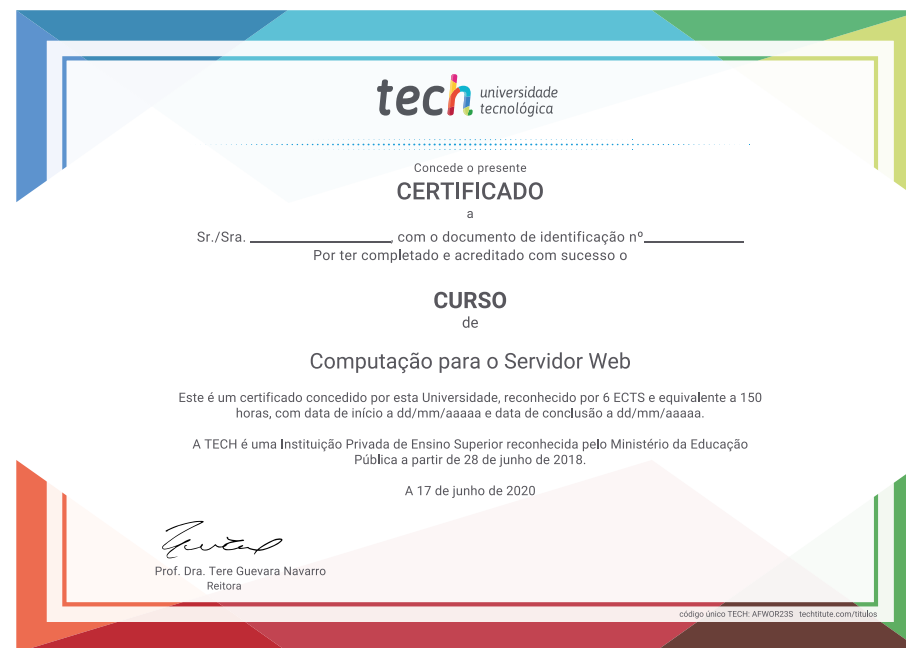 tech universidade
tecnológica
Concede o presente
CERTIFICADO
a
Sr./Sra. ____________________, com o documento de identificação nº______________
Por ter completado e acreditado com sucesso o
CURSO
de
Computação para o Servidor Web
Este é um certificado concedido por esta Universidade, reconhecido por 6 ECTS e equivalente a 150
horas, com data de início a dd/mm/aaaaa e data de conclusão a dd/mm/aaaaa.
A TECH é uma Instituição Privada de Ensino Superior reconhecida pelo Ministério da Educação
Pública a partir de 28 de junho de 2018.
A 17 de junho de 2020
Prof. Dra. Tere Guevara Navarro
Reitora
código único TECH: AFWOR23S techtitute.com/titulos